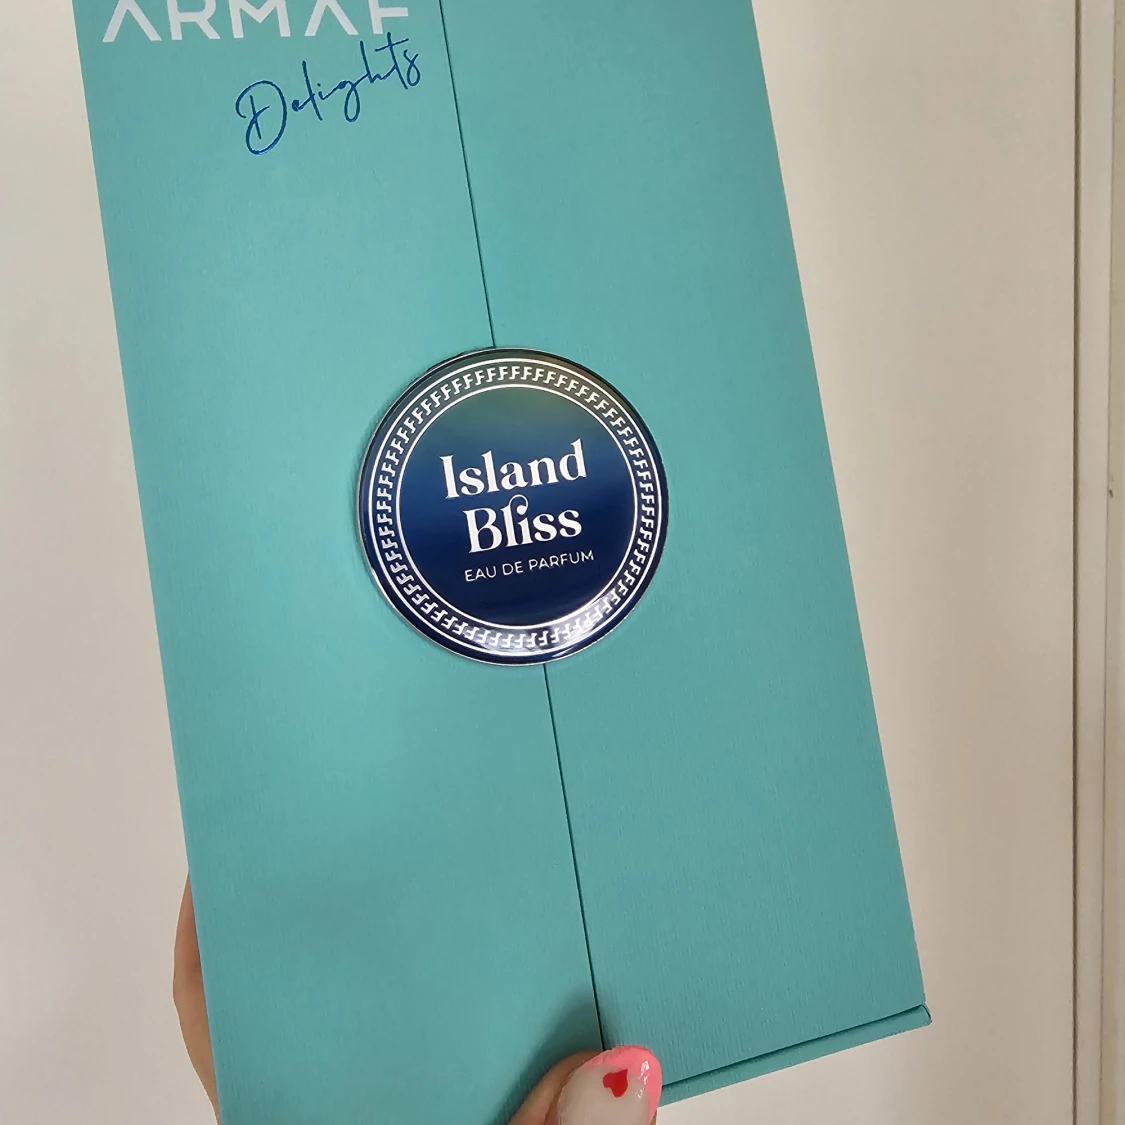 ARMAF
Delights
Island
Bliss
EAU DE PARFUM